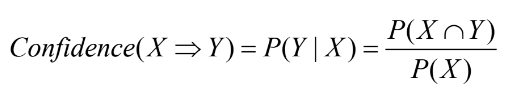 Confidence(X ⇒ Y) = P(Y | X) = P(X ∩ Y) / P(X)